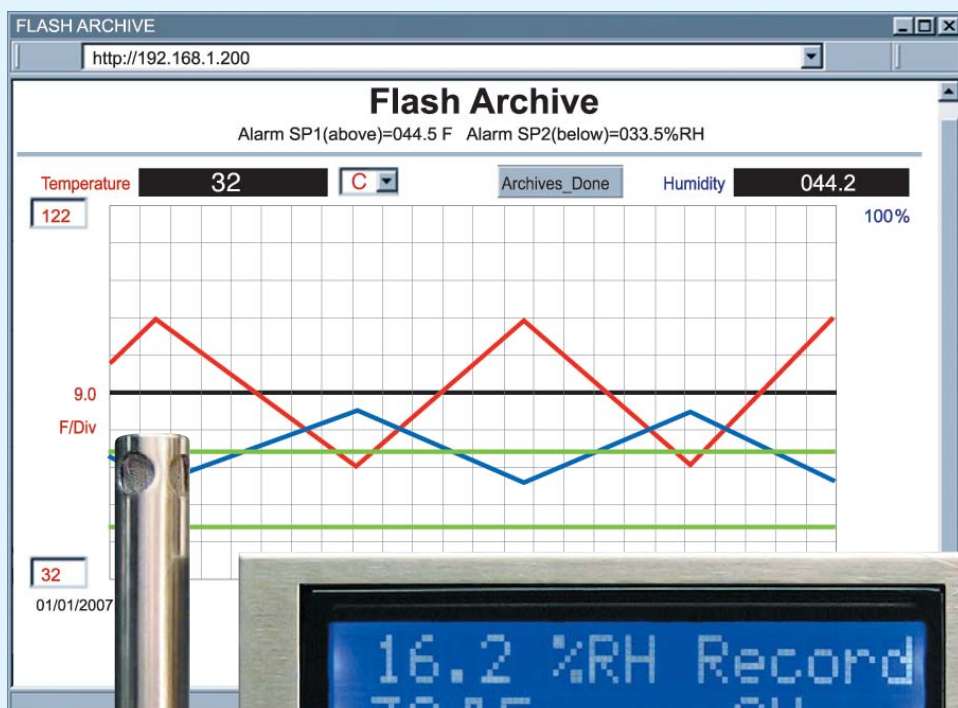 FLASH ARCHIVE
http://192.168.1.200
Flash Archive
Alarm SP1(above)=044.5 F Alarm SP2(below)=033.5%RH
Temperature 32 C Archives_Done Humidity 044.2
122 100%
9.0
F/Div
32
01/01/2007
16.2 %RH Record